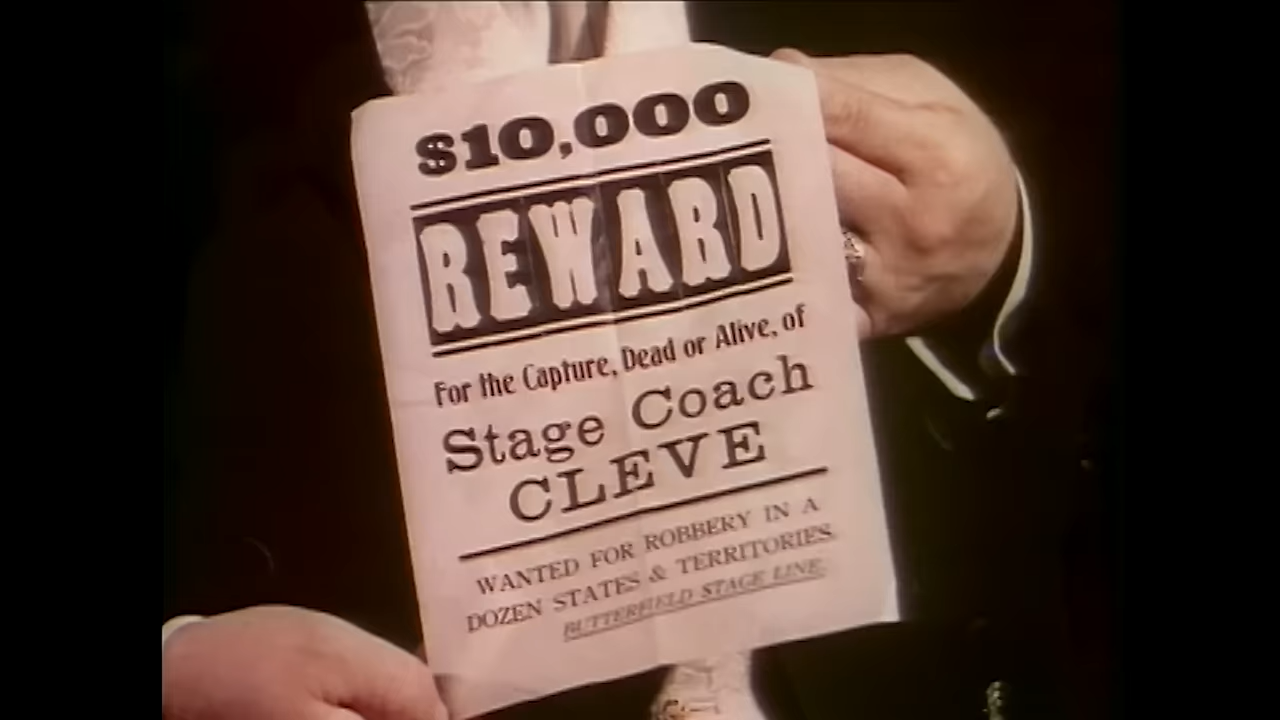 $10,000
REWARD
For the Capture, Dead or Alive, of
Stage Coach
CLEVE
WANTED FOR ROBBERY IN A
DOZEN STATES & TERRITORIES.
BUTTERFIELD STAGE LINE.